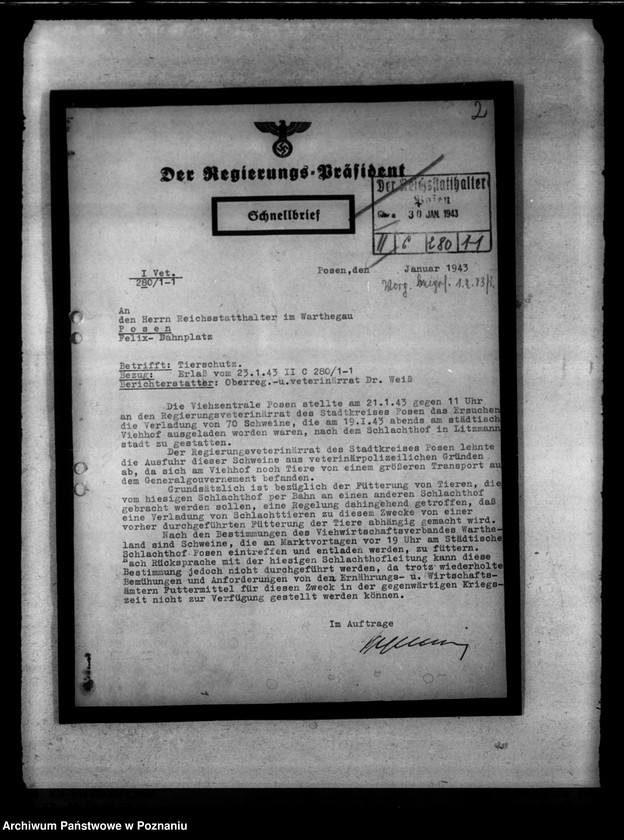 2
Der Regierungs-Präsident
Schnellbrief
Der Reichsstatthalter
Posen
30 JAN. 1943
II C 280 1-1
I Vet.
280/1-1
Posen, den Januar 1943
An
den Herrn Reichsstatthalter im Warthegau
Posen
Felix- Dahnplatz
Betrifft: Tierschutz.
Bezug: Erlaß vom 23.1.43 II C 280/1-1
Berichterstatter: Oberreg.-u.veterinärrat Dr. Weiß
Die Viehzentrale Posen stellte am 21.1.43 gegen 11 Uhr
an den Regierungsveterinärrat des Stadtkreises Posen das Ersuchen
die Verladung von 70 Schweine, die am 19.1.43 abends am städtisch
Viehhof ausgeladen worden waren, nach dem Schlachthof in Litzmann
stadt zu gestatten.
Der Regierungsveterinärrat des Stadtkreises Posen lehnte
die Ausfuhr dieser Schweine aus veterinärpolizeilichen Gründen
ab, da sich am Viehhof noch Tiere von einem größeren Transport au
dem Generalgouvernement befanden.
Grundsätzlich ist bezüglich der Fütterung von Tieren, die
vom hiesigen Schlachthof per Bahn an einen anderen Schlachthof
gebracht werden sollen, eine Regelung dahingehend getroffen, daß
eine Verladung von Schlachttieren zu diesem Zwecke von einer
vorher durchgeführten Fütterung der Tiere abhängig gemacht wird.
Nach den Bestimmungen des Viehwirtschaftsverbandes Warthe-
land sind Schweine, die an Marktvortagen vor 19 Uhr am Städtische
Schlachthof Posen eintreffen und entladen werden, zu füttern.
"ach Rücksprache mit der hiesigen Schlachthofleitung kann diese
Bestimmung jedoch nicht durchgeführt werden, da trotz wiederholte
Bemühungen und Anforderungen von den Ernährungs- u. Wirtschafts-
ämtern Futtermittel für diesen Zweck in der gegenwärtigen Kriegs-
zeit nicht zur Verfügung gestellt werden können.
Im Auftrage
Archiwum Państwowe w Poznaniu